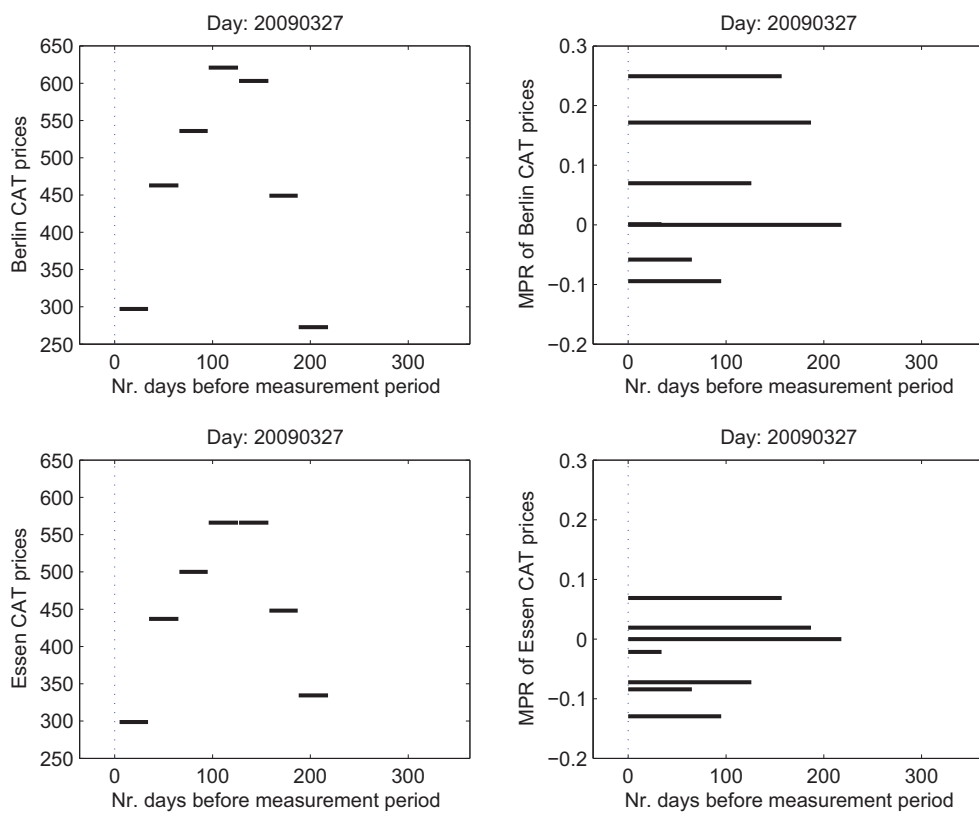 Day: 20090327
Berlin CAT prices
650
600
550
500
450
400
350
300
250
0 100 200 300
Nr. days before measurement period
Day: 20090327
MPR of Berlin CAT prices
0.3
0.2
0.1
0
−0.1
−0.2
0 100 200 300
Nr. days before measurement period
Day: 20090327
Essen CAT prices
650
600
550
500
450
400
350
300
250
0 100 200 300
Nr. days before measurement period
Day: 20090327
MPR of Essen CAT prices
0.3
0.2
0.1
0
−0.1
−0.2
0 100 200 300
Nr. days before measurement period